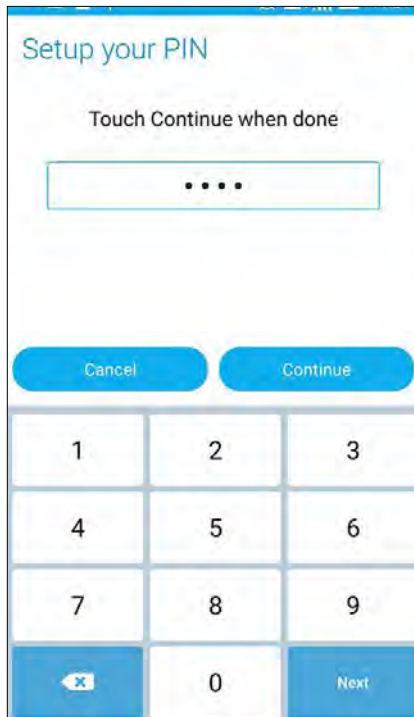 Setup your PIN
Touch Continue when done
••••
Cancel Continue
1 2 3
4 5 6
7 8 9
0 Next